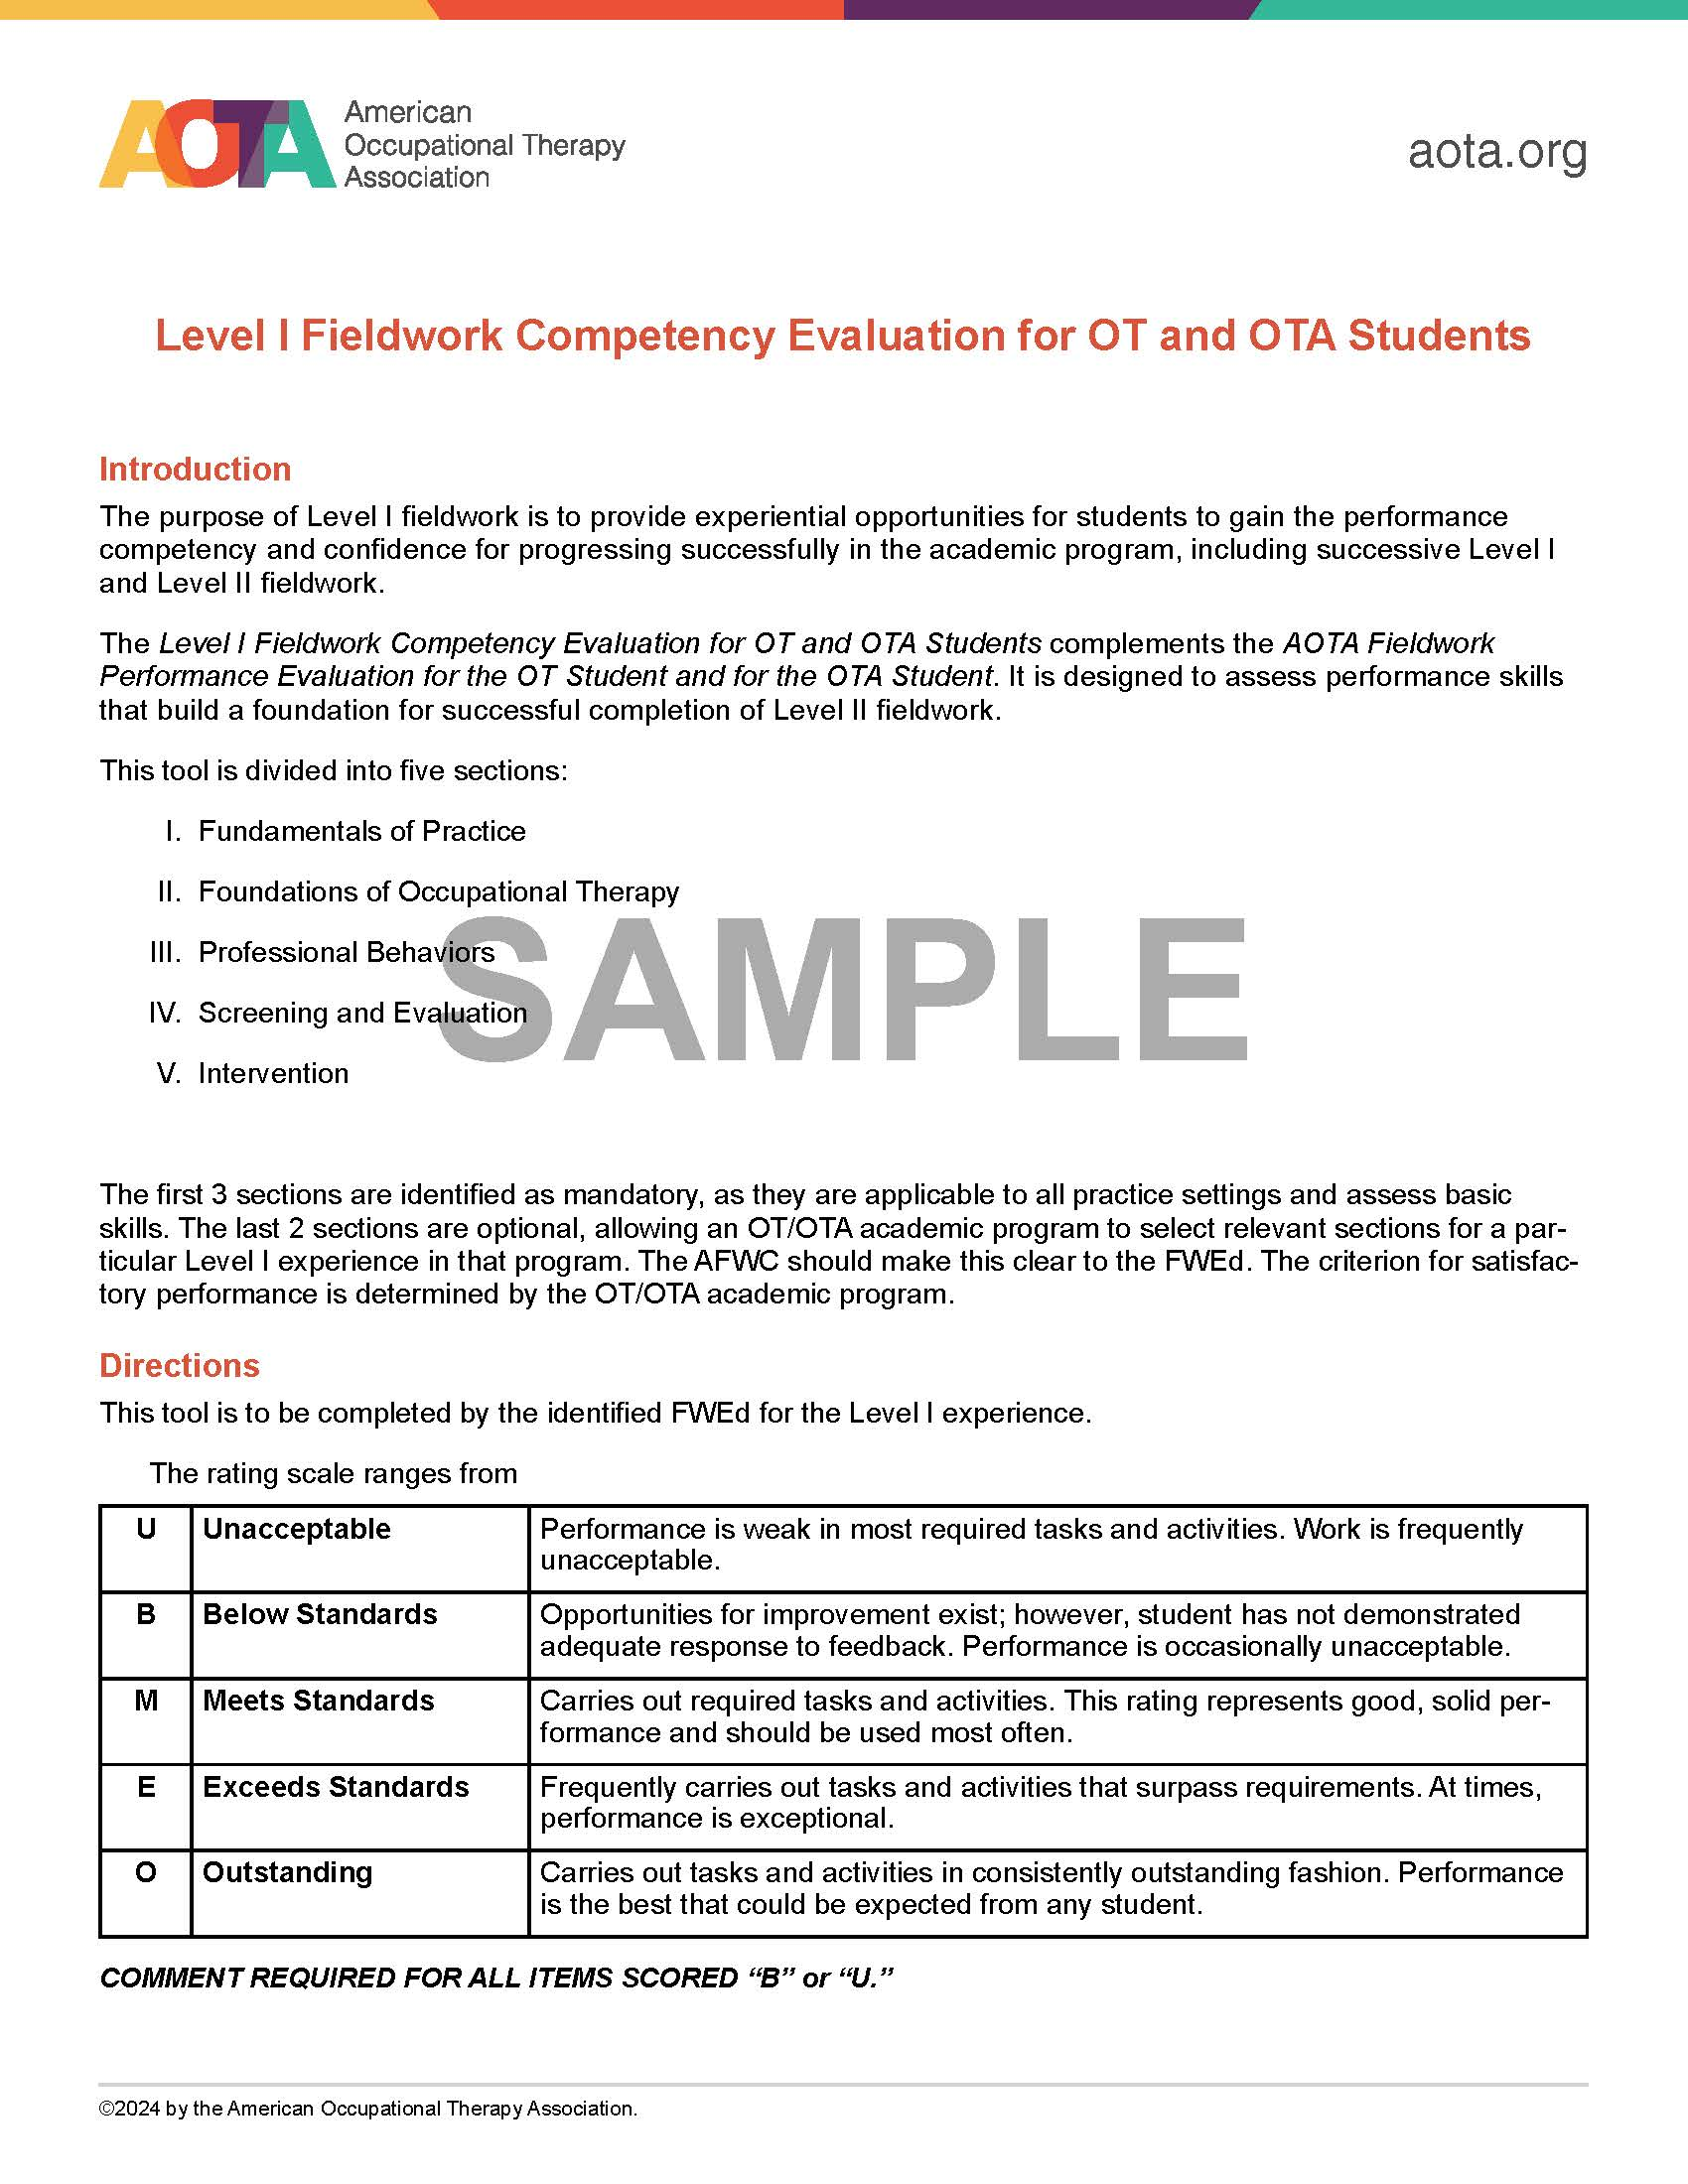 AOTA
American
Occupational Therapy
Association
aota.org
Level I Fieldwork Competency Evaluation for OT and OTA Students
Introduction
The purpose of Level I fieldwork is to provide experiential opportunities for students to gain the performance
competency and confidence for progressing successfully in the academic program, including successive Level I
and Level II fieldwork.
The Level I Fieldwork Competency Evaluation for OT and OTA Students complements the AOTA Fieldwork
Performance Evaluation for the OT Student and for the OTA Student. It is designed to assess performance skills
that build a foundation for successful completion of Level II fieldwork.
This tool is divided into five sections:
I. Fundamentals of Practice
II. Foundations of Occupational Therapy
III. Professional Behaviors
IV. Screening and Evaluation
V. Intervention
SAMPLE
The first 3 sections are identified as mandatory, as they are applicable to all practice settings and assess basic
skills. The last 2 sections are optional, allowing an OT/OTA academic program to select relevant sections for a par-
ticular Level I experience in that program. The AFWC should make this clear to the FWEd. The criterion for satisfac-
tory performance is determined by the OT/OTA academic program.
Directions
This tool is to be completed by the identified FWEd for the Level I experience.
The rating scale ranges from
U Unacceptable Performance is weak in most required tasks and activities. Work is frequently
unacceptable.
B Below Standards Opportunities for improvement exist; however, student has not demonstrated
adequate response to feedback. Performance is occasionally unacceptable.
M Meets Standards Carries out required tasks and activities. This rating represents good, solid per-
formance and should be used most often.
E Exceeds Standards Frequently carries out tasks and activities that surpass requirements. At times,
performance is exceptional.
O Outstanding Carries out tasks and activities in consistently outstanding fashion. Performance
is the best that could be expected from any student.
COMMENT REQUIRED FOR ALL ITEMS SCORED “B” or “U.”
©2024 by the American Occupational Therapy Association.